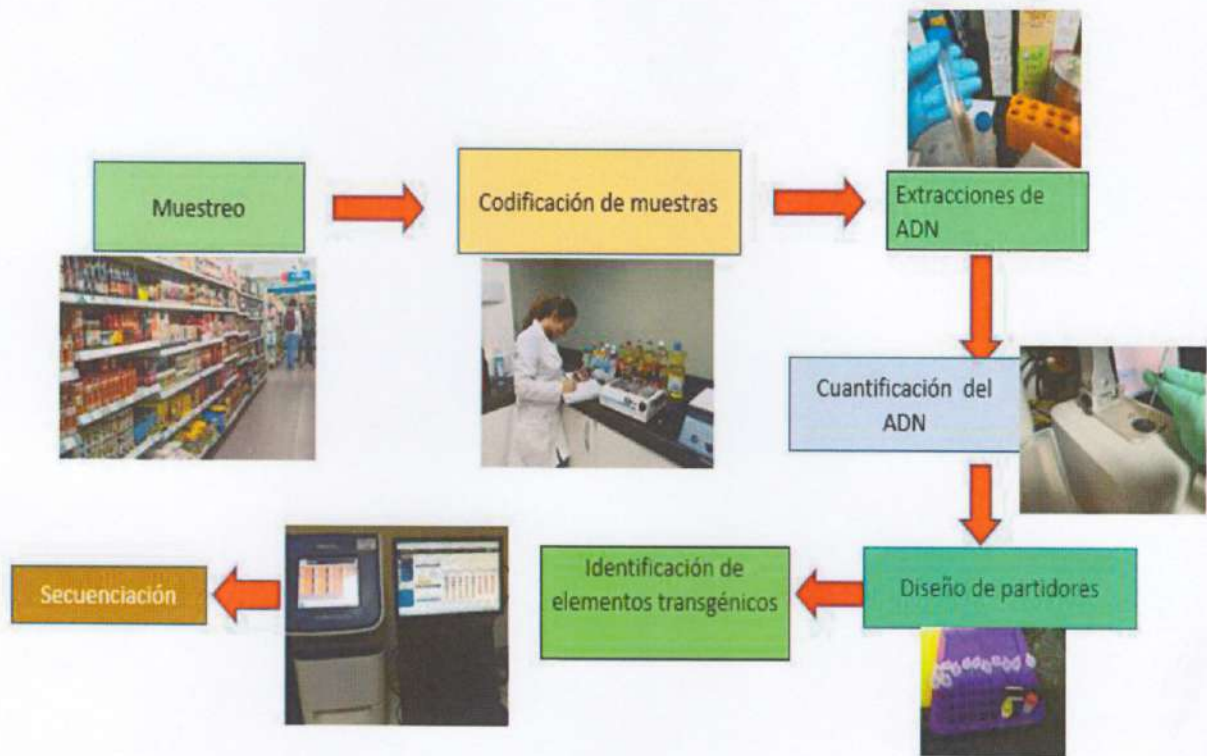 Muestreo
Codificación de muestras
Extracciones de
ADN
Cuantificación del
ADN
Diseño de partidores
Identificación de
elementos transgénicos
Secuenciación